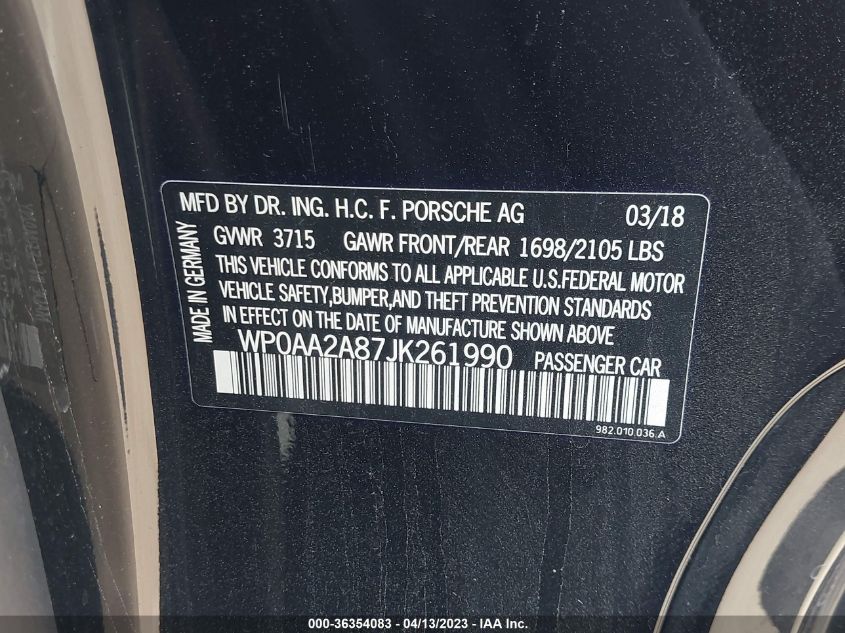 MFD BY DR. ING. H.C. F. PORSCHE AG 03/18
GVWR 3715 GAWR FRONT/REAR 1698/2105 LBS
THIS VEHICLE CONFORMS TO ALL APPLICABLE U.S.FEDERAL MOTOR
VEHICLE SAFETY,BUMPER,AND THEFT PREVENTION STANDARDS
IN EFFECT ON THE DATE OF MANUFACTURE SHOWN ABOVE
WP0AA2A87JK261990 PASSENGER CAR
MADE IN GERMANY
982.010.036.A
000-36354083 - 04/13/2023 - IAA Inc.